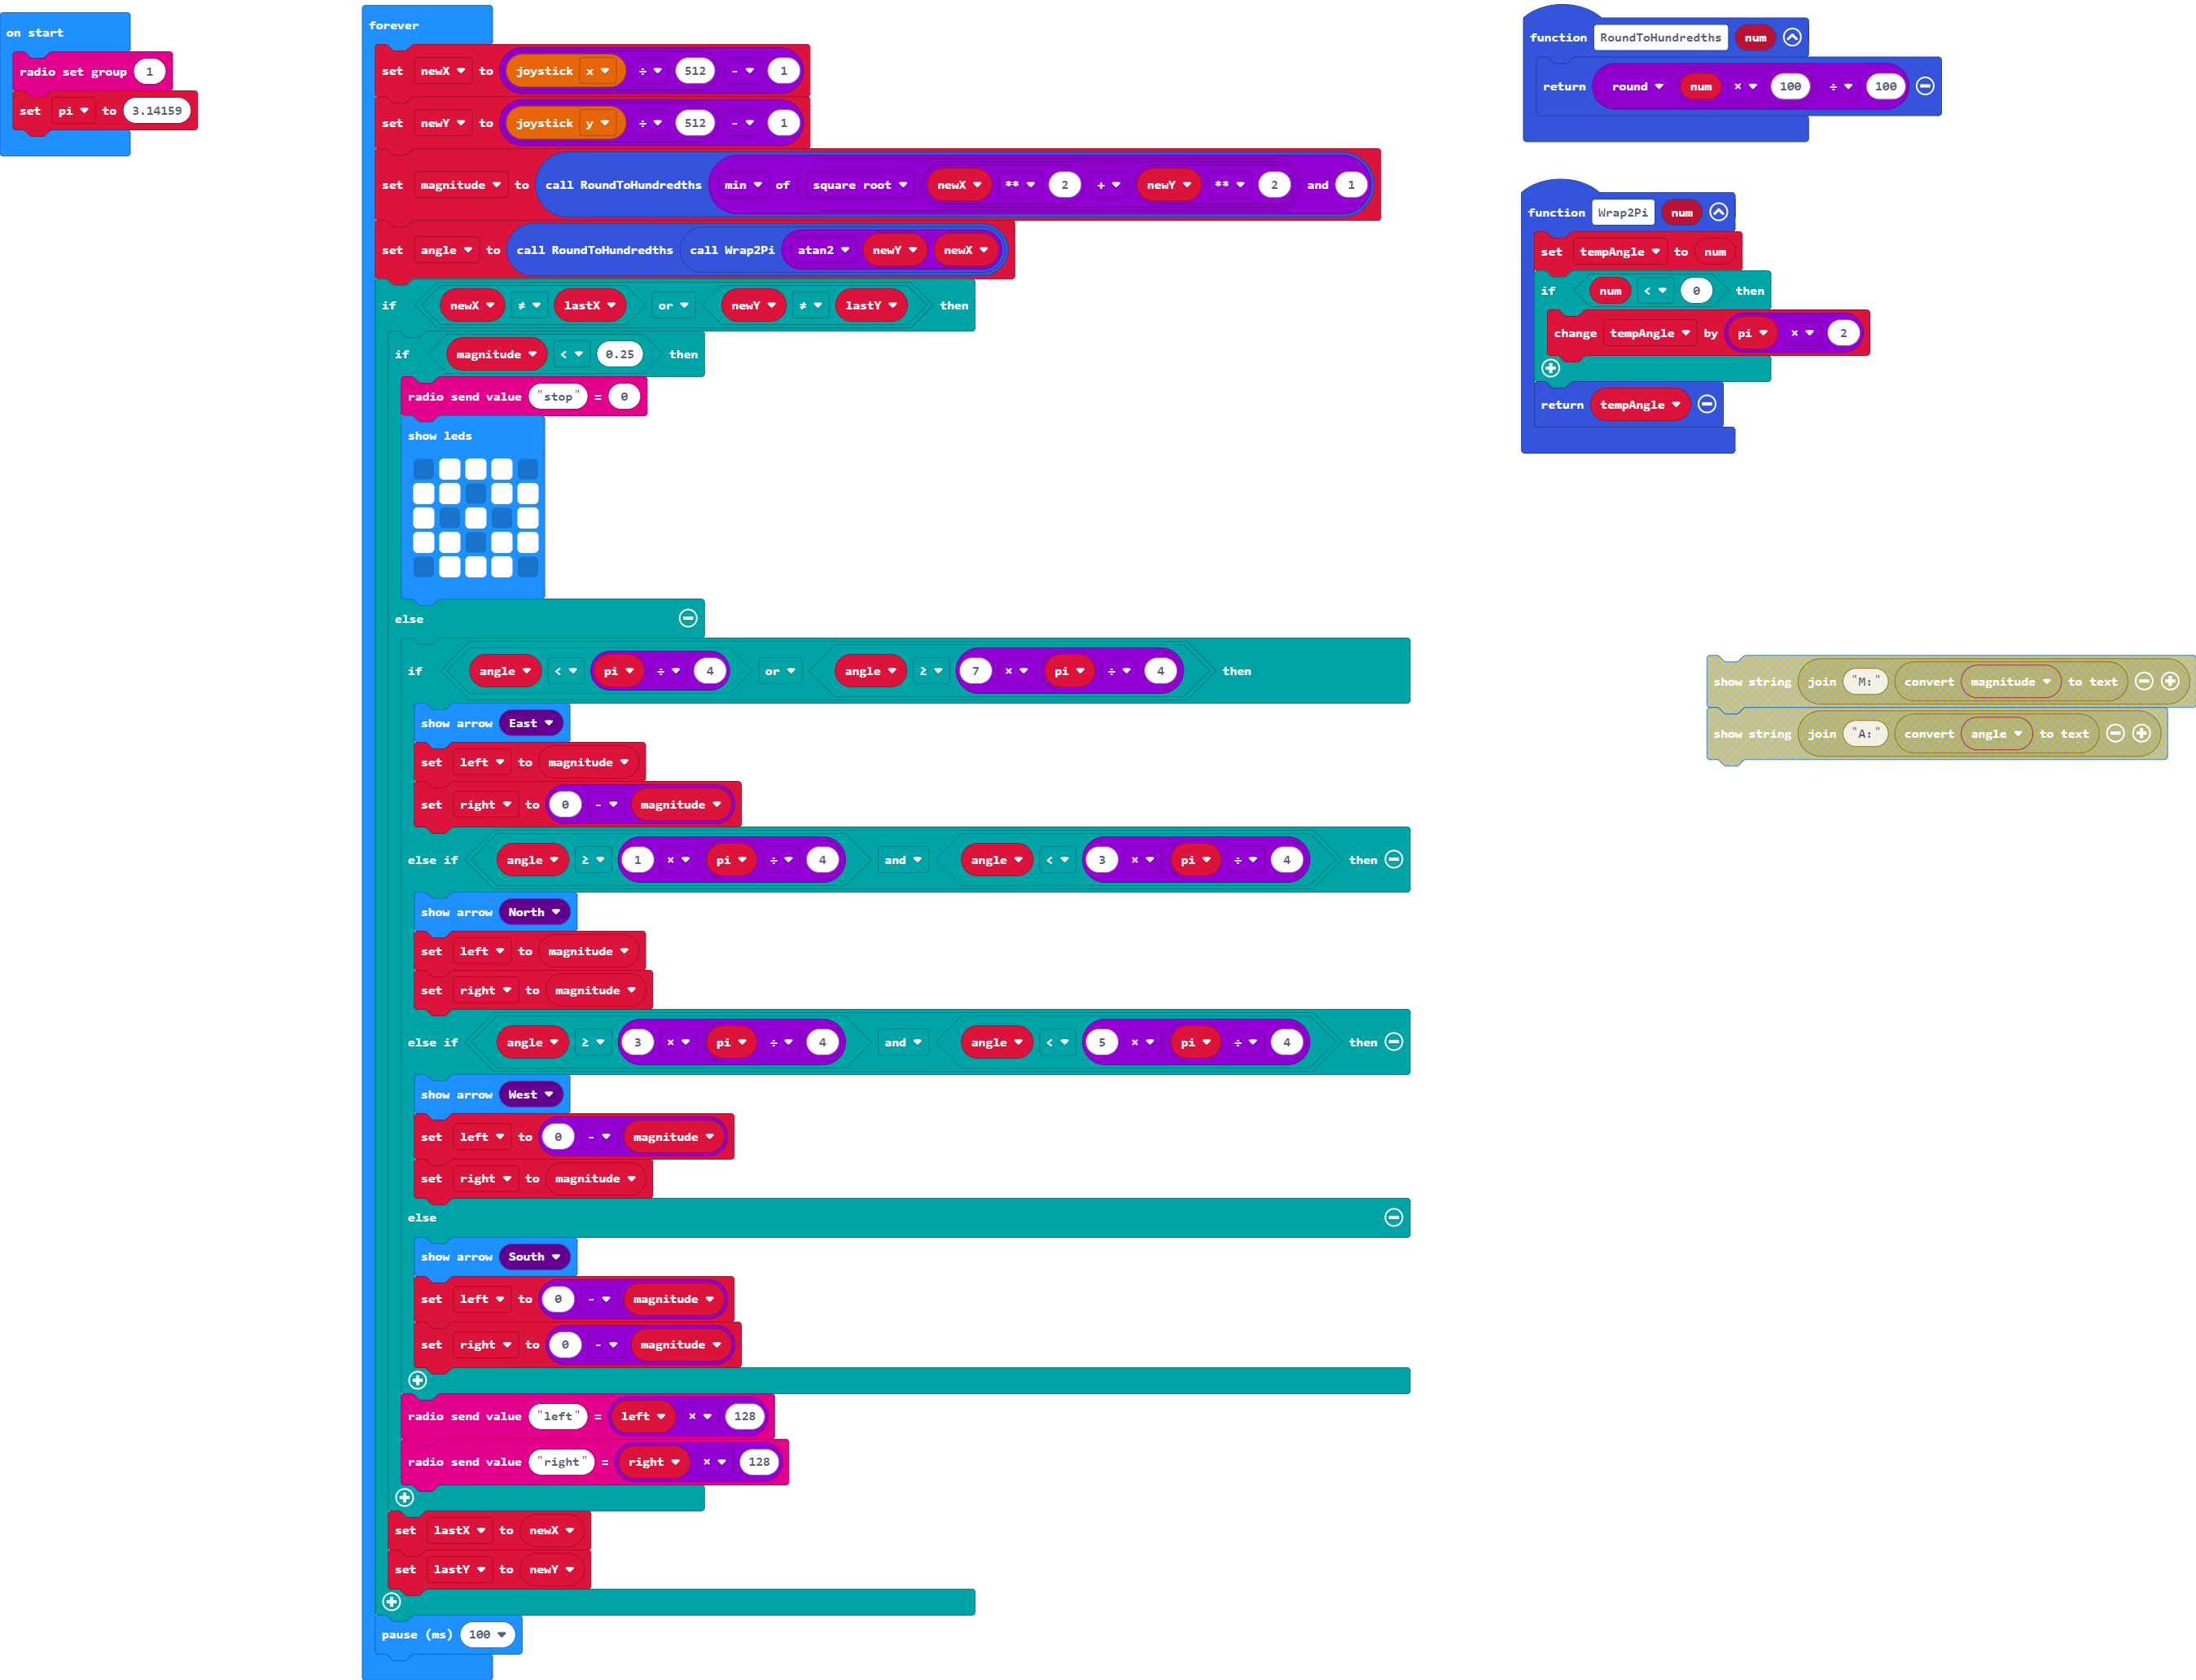 on start
radio set group 1
set pi to 3.14159
forever
set newX to joystick x ÷ 512 - 1
set newY to joystick y ÷ 512 - 1
set magnitude to call RoundToHundredths min of square root newX ** 2 + newY ** 2 and 1
set angle to call RoundToHundredths call Wrap2Pi atan2 newY newX
if newX ≠ lastX or newY ≠ lastY then
if magnitude < 0.25 then
radio send value "stop" = 0
show leds
else
if angle < pi ÷ 4 or angle ≥ 7 × pi ÷ 4 then
show arrow East
set left to magnitude
set right to 0 - magnitude
else if angle ≥ 1 × pi ÷ 4 and angle < 3 × pi ÷ 4 then
show arrow North
set left to magnitude
set right to magnitude
else if angle ≥ 3 × pi ÷ 4 and angle < 5 × pi ÷ 4 then
show arrow West
set left to 0 - magnitude
set right to magnitude
else
show arrow South
set left to 0 - magnitude
set right to 0 - magnitude
radio send value "left" = left × 128
radio send value "right" = right × 128
set lastX to newX
set lastY to newY
pause (ms) 100
function RoundToHundredths num
return round num × 100 ÷ 100
function Wrap2Pi num
set tempAngle to num
if num < 0 then
change tempAngle by pi × 2
return tempAngle
show string join "M:" convert magnitude to text
show string join "A:" convert angle to text